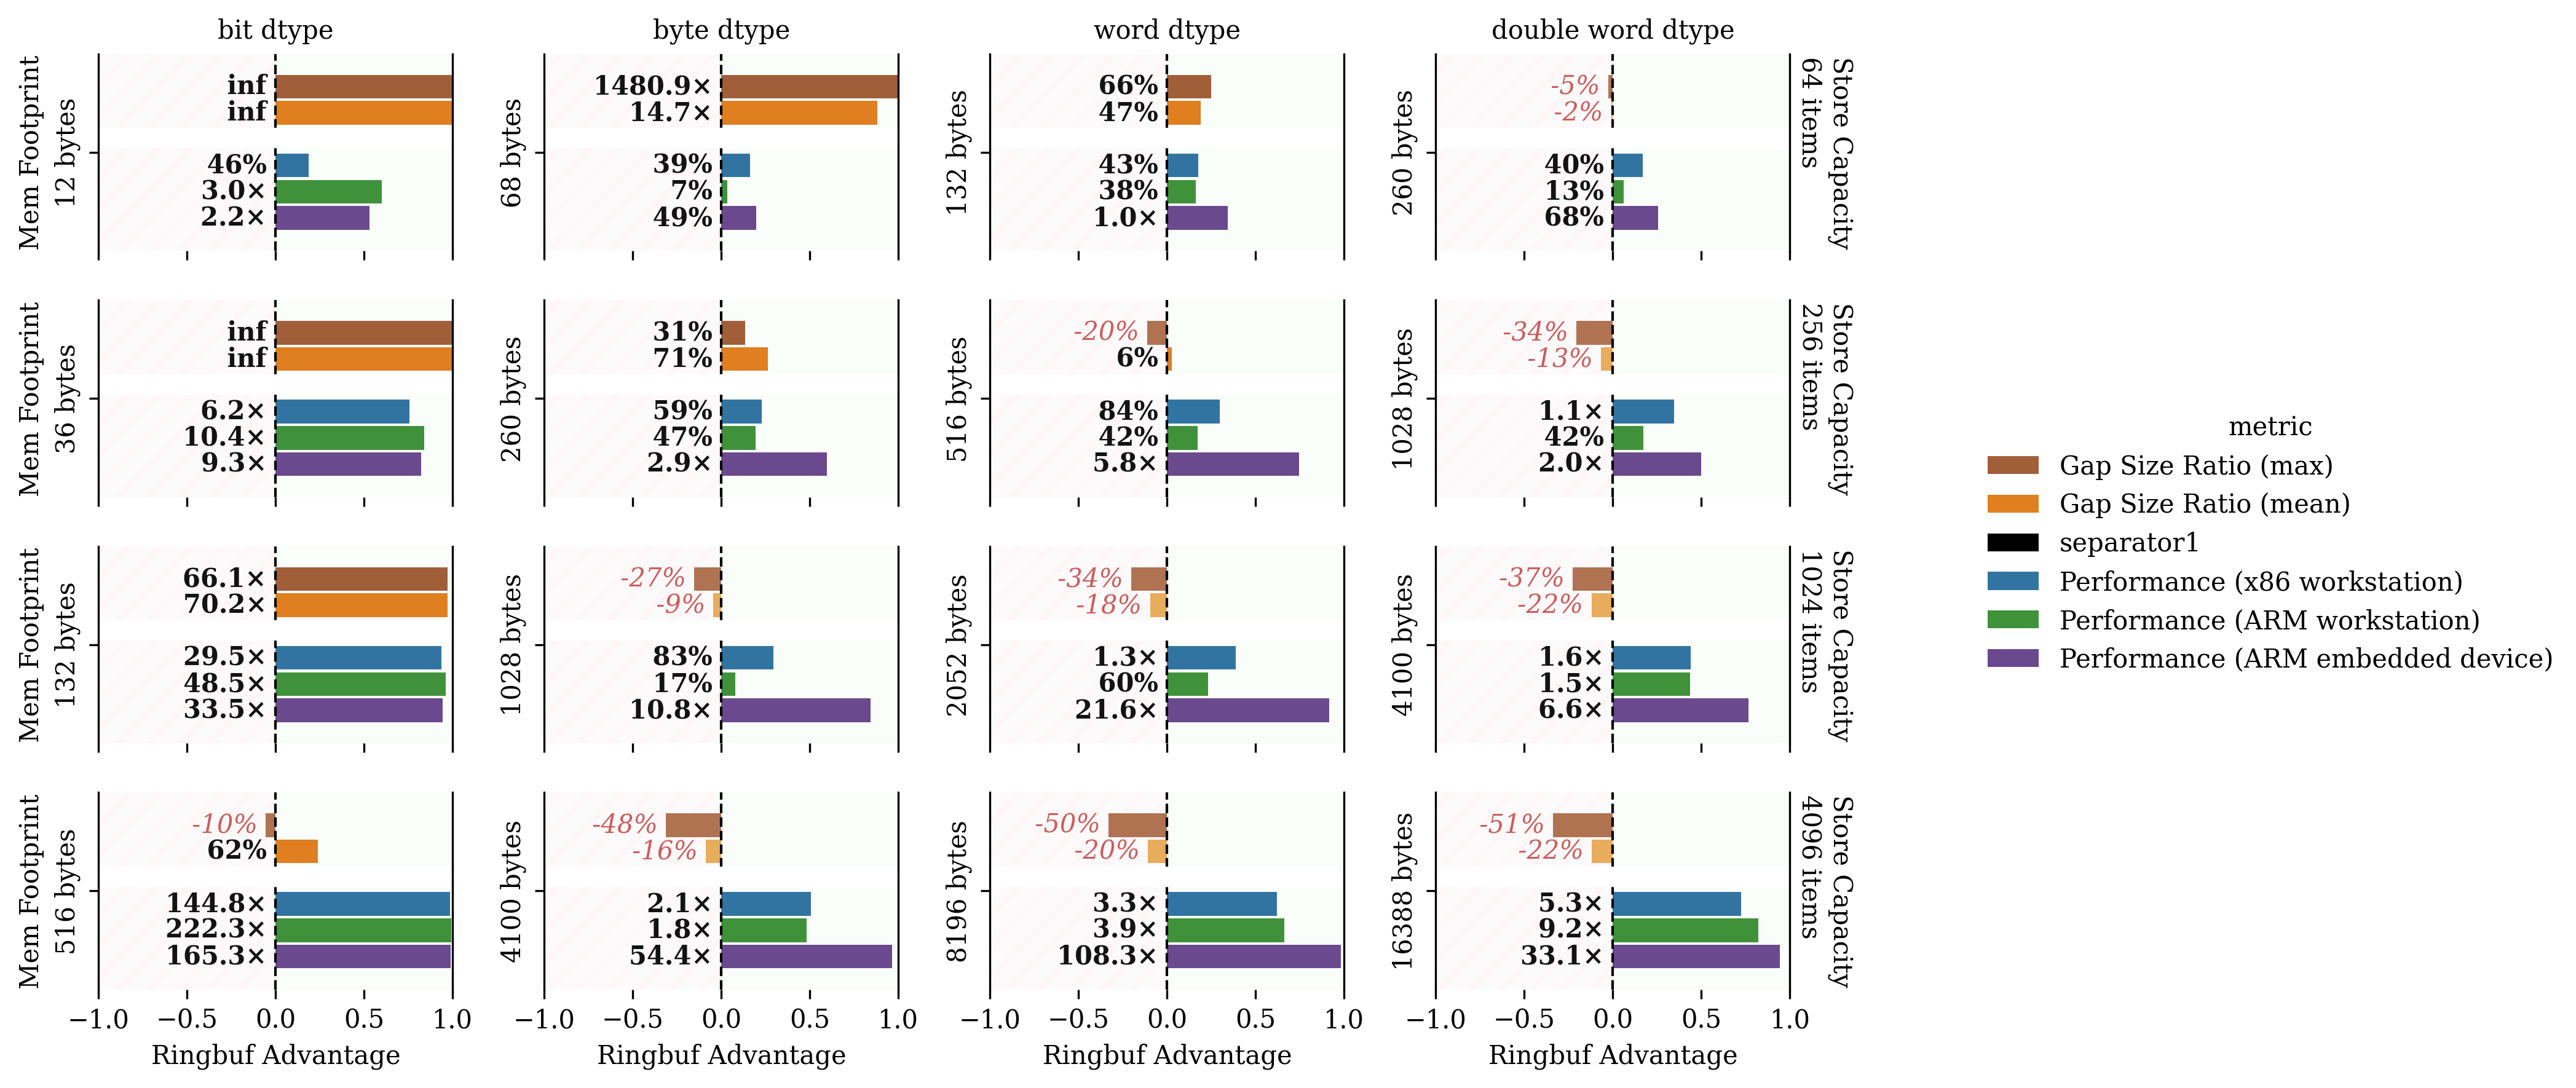 bit dtype
byte dtype
word dtype
double word dtype
Mem Footprint
12 bytes
inf
inf
46%
3.0×
2.2×
68 bytes
1480.9×
14.7×
39%
7%
49%
132 bytes
66%
47%
43%
38%
1.0×
260 bytes
-5%
-2%
40%
13%
68%
Store Capacity
64 items
Mem Footprint
36 bytes
inf
inf
6.2×
10.4×
9.3×
260 bytes
31%
71%
59%
47%
2.9×
516 bytes
-20%
6%
84%
42%
5.8×
1028 bytes
-34%
-13%
1.1×
42%
2.0×
Store Capacity
256 items
Mem Footprint
132 bytes
66.1×
70.2×
29.5×
48.5×
33.5×
1028 bytes
-27%
-9%
83%
17%
10.8×
2052 bytes
-34%
-18%
1.3×
60%
21.6×
4100 bytes
-37%
-22%
1.6×
1.5×
6.6×
Store Capacity
1024 items
Mem Footprint
516 bytes
-10%
62%
144.8×
222.3×
165.3×
4100 bytes
-48%
-16%
2.1×
1.8×
54.4×
8196 bytes
-50%
-20%
3.3×
3.9×
108.3×
16388 bytes
-51%
-22%
5.3×
9.2×
33.1×
Store Capacity
4096 items
−1.0 −0.5 0.0 0.5 1.0
−1.0 −0.5 0.0 0.5 1.0
−1.0 −0.5 0.0 0.5 1.0
−1.0 −0.5 0.0 0.5 1.0
Ringbuf Advantage
Ringbuf Advantage
Ringbuf Advantage
Ringbuf Advantage
metric
Gap Size Ratio (max)
Gap Size Ratio (mean)
separator1
Performance (x86 workstation)
Performance (ARM workstation)
Performance (ARM embedded device)